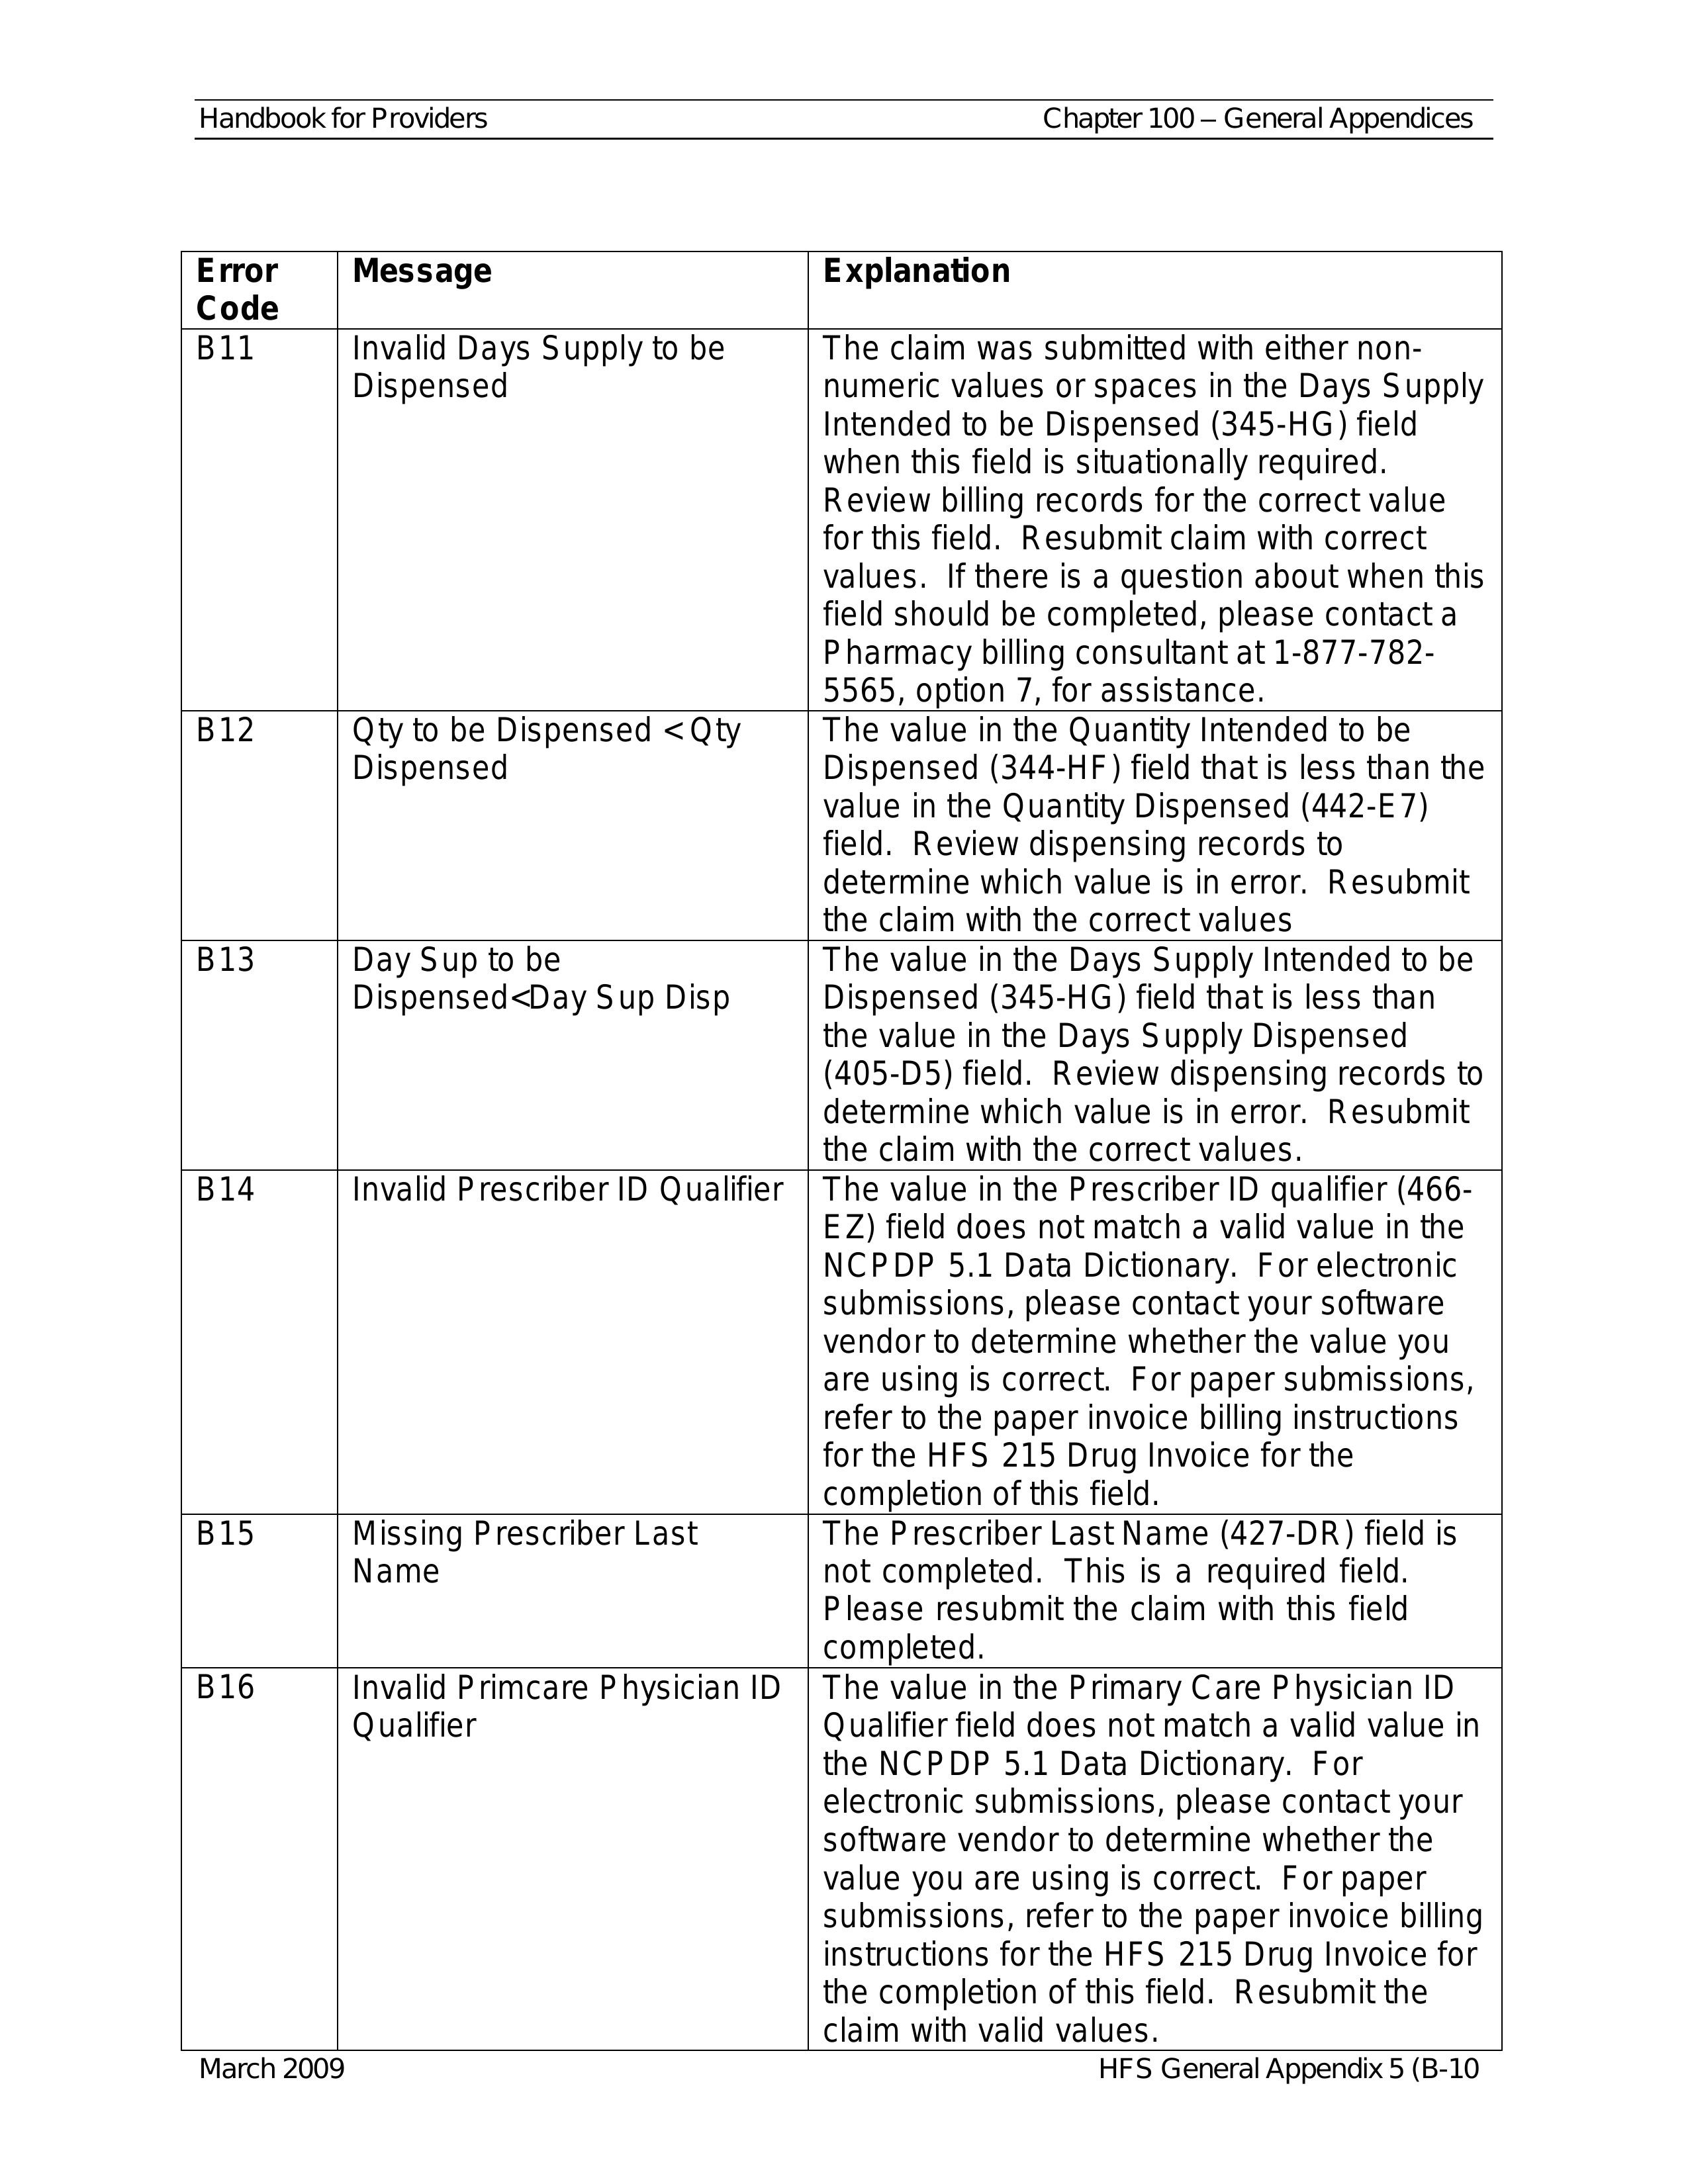 Handbook for Providers
Chapter 100 – General Appendices
Error
Code
Message
Explanation
B11
Invalid Days Supply to be
Dispensed
The claim was submitted with either non-
numeric values or spaces in the Days Supply
Intended to be Dispensed (345-HG) field
when this field is situationally required.
Review billing records for the correct value
for this field.  Resubmit claim with correct
values.  If there is a question about when this
field should be completed, please contact a
Pharmacy billing consultant at 1-877-782-
5565, option 7, for assistance.
B12
Qty to be Dispensed < Qty
Dispensed
The value in the Quantity Intended to be
Dispensed (344-HF) field that is less than the
value in the Quantity Dispensed (442-E7)
field.  Review dispensing records to
determine which value is in error.  Resubmit
the claim with the correct values
B13
Day Sup to be
Dispensed<Day Sup Disp
The value in the Days Supply Intended to be
Dispensed (345-HG) field that is less than
the value in the Days Supply Dispensed
(405-D5) field.  Review dispensing records to
determine which value is in error.  Resubmit
the claim with the correct values.
B14
Invalid Prescriber ID Qualifier
The value in the Prescriber ID qualifier (466-
EZ) field does not match a valid value in the
NCPDP 5.1 Data Dictionary.  For electronic
submissions, please contact your software
vendor to determine whether the value you
are using is correct.  For paper submissions,
refer to the paper invoice billing instructions
for the HFS 215 Drug Invoice for the
completion of this field.
B15
Missing Prescriber Last
Name
The Prescriber Last Name (427-DR) field is
not completed.  This is a required field.
Please resubmit the claim with this field
completed.
B16
Invalid Primcare Physician ID
Qualifier
The value in the Primary Care Physician ID
Qualifier field does not match a valid value in
the NCPDP 5.1 Data Dictionary.  For
electronic submissions, please contact your
software vendor to determine whether the
value you are using is correct.  For paper
submissions, refer to the paper invoice billing
instructions for the HFS 215 Drug Invoice for
the completion of this field.  Resubmit the
claim with valid values.
March 2009
HFS General Appendix 5 (B-10